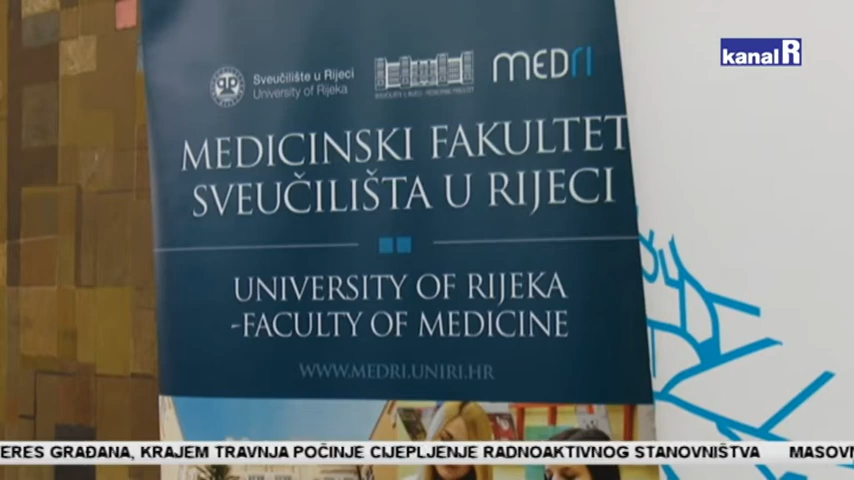 kanal R
Sveučilište u Rijeci
University of Rijeka
MEDRI
MEDICINSKI FAKULTET
SVEUČILIŠTA U RIJECI
UNIVERSITY OF RIJEKA
-FACULTY OF MEDICINE
WWW.MEDRI.UNIRI.HR
ERES GRAĐANA, KRAJEM TRAVNJA POČINJE CIJEPLJENJE RADNOAKTIVNOG STANOVNIŠTVA MASOVN